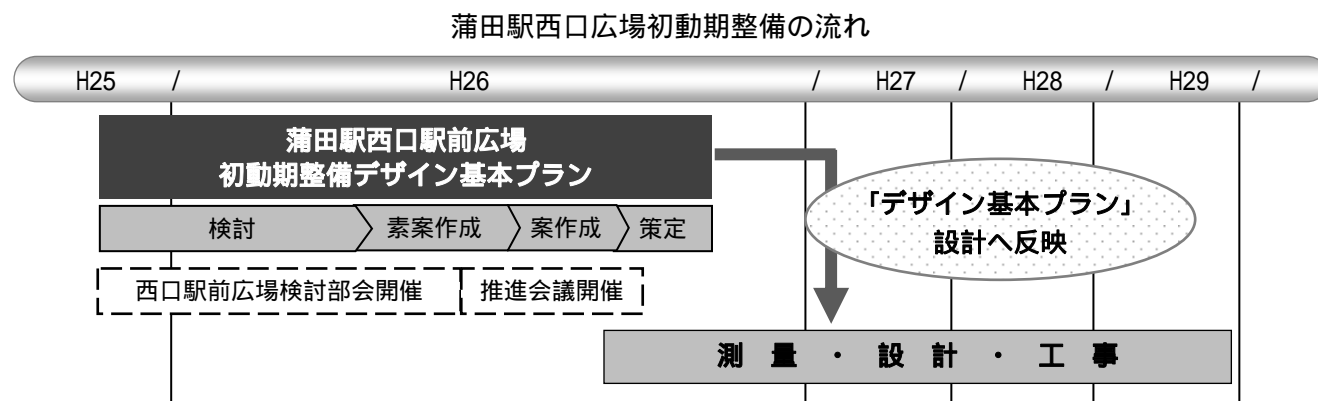 蒲田駅西口広場初動期整備の流れ
H25 / H26 / H27 / H28 / H29 /
蒲田駅西口駅前広場
初動期整備デザイン基本プラン
「デザイン基本プラン」
設計へ反映
検討 素案作成 案作成 策定
西口駅前広場検討部会開催 推進会議開催
測量・設計・工事